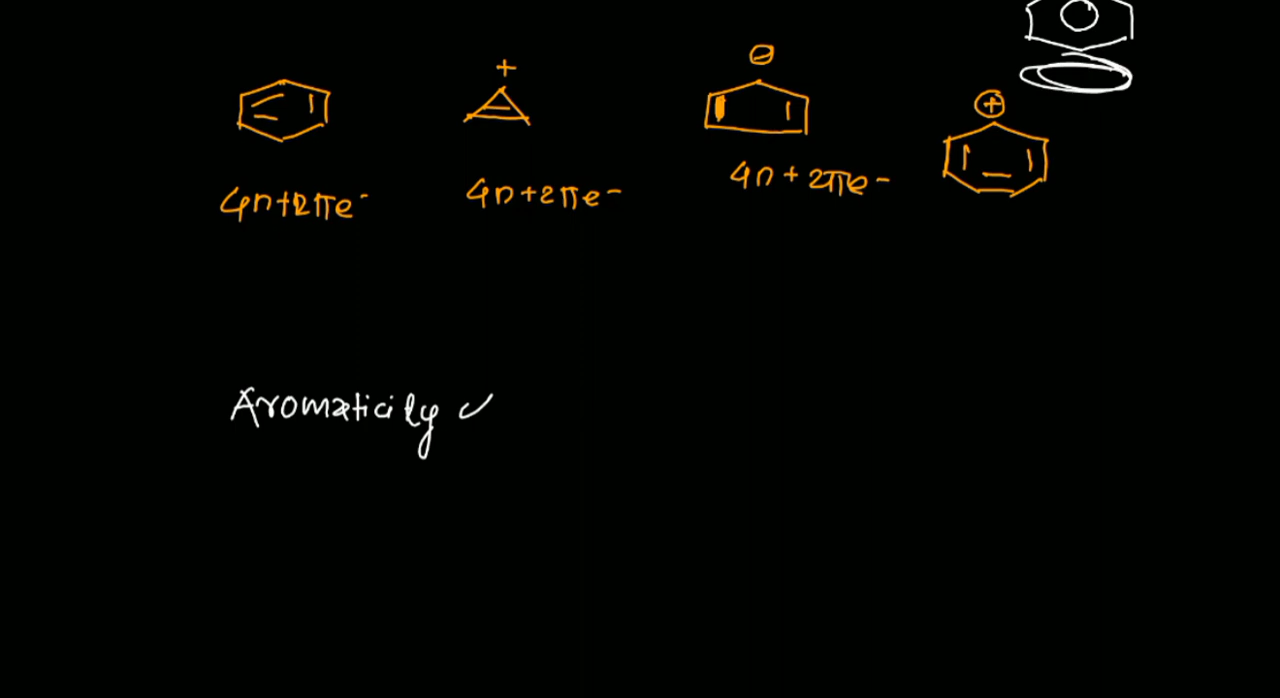 +
⊖
⊕
4n+2πe-
4n+2πe-
4n+2πe-
Aromaticity ✓